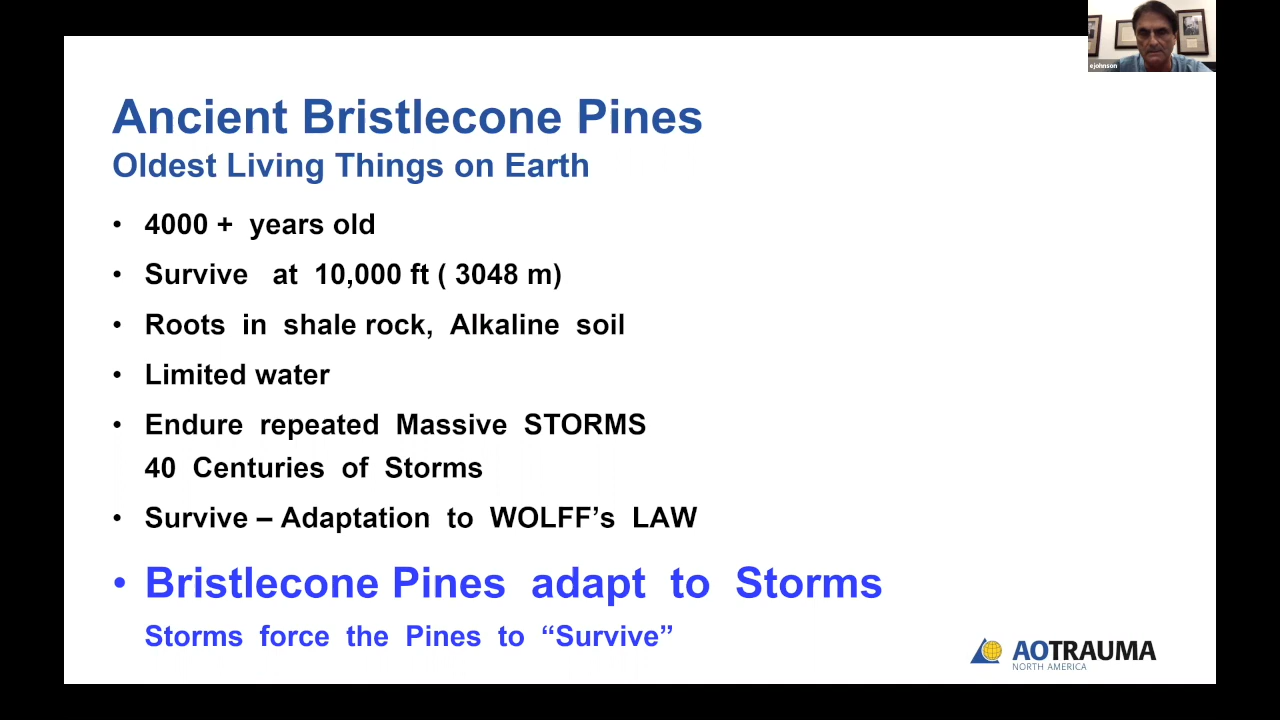 ejohnson
Ancient Bristlecone Pines
Oldest Living Things on Earth
• 4000 + years old
• Survive at 10,000 ft ( 3048 m)
• Roots in shale rock, Alkaline soil
• Limited water
• Endure repeated Massive STORMS
40 Centuries of Storms
• Survive – Adaptation to WOLFF’s LAW
• Bristlecone Pines adapt to Storms
Storms force the Pines to “Survive”
AOTRAUMA
NORTH AMERICA